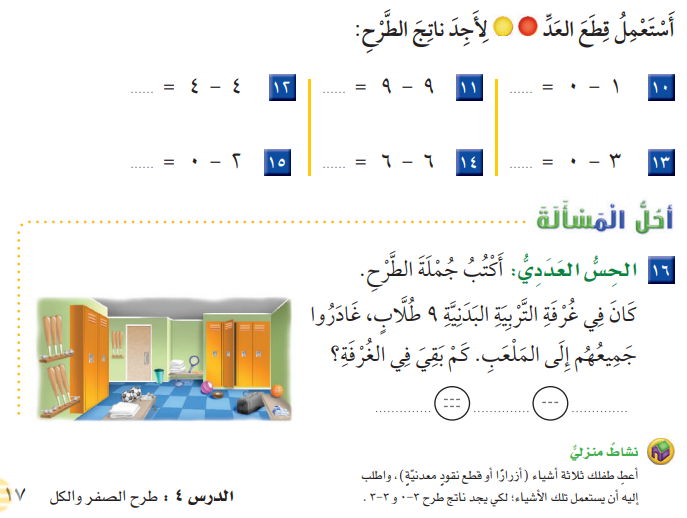 أَسْتَعْمِلُ قِطَعَ العَدِّ لِأَجِدَ ناتِجَ الطَّرْحِ:
١٠ ١ − ٠ = ......
١١ ٩ − ٩ = ......
١٢ ٤ − ٤ = ......
١٣ ٣ − ٠ = ......
١٤ ٦ − ٦ = ......
١٥ ٢ − ٠ = ......
أحُلُّ الْمَسْأَلَةَ
١٦ الحِسُّ العَدَدِيُّ: أَكْتُبُ جُمْلَةَ الطَّرْحِ.
كَانَ فِي غُرْفَةِ التَّرْبِيَةِ البَدَنِيَّةِ ٩ طُلَّابٍ، غَادَرُوا
جَمِيعُهُم إِلَى المَلْعَبِ. كَمْ بَقِيَ فِي الغُرْفَةِ؟
نشاطٌ منزليٌّ
أعطِ طفلك ثلاثة أشياء (أزرارًا أو قطع نقودٍ معدنيّةٍ)، واطلب
إليه أن يستعمل تلك الأشياء؛ لكي يجد ناتج طرح ٣-٠ و ٣-٣.
الدرس ٤ : طرح الصفر والكل ١٧